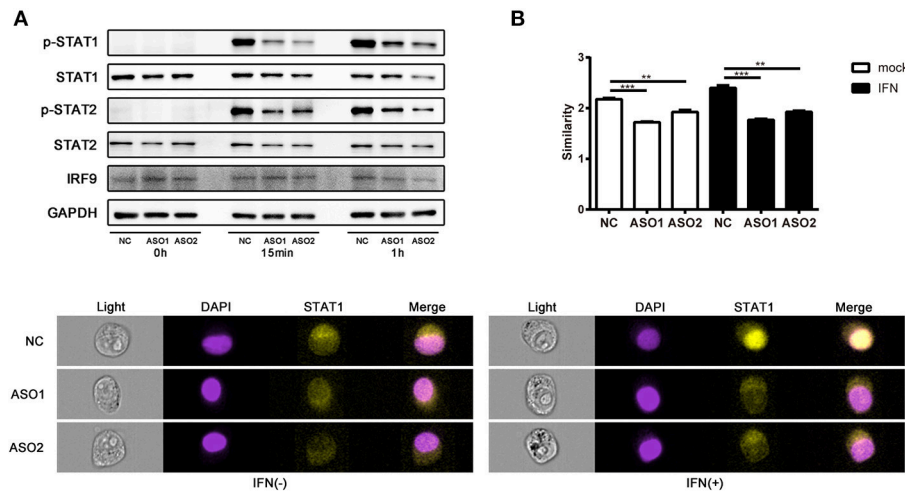 A
p-STAT1
STAT1
p-STAT2
STAT2
IRF9
GAPDH
NC ASO1 ASO2 NC ASO1 ASO2 NC ASO1 ASO2
0h 15min 1h
B
Similarity
3
2
1
0
*** ** *** **
NC ASO1 ASO2 NC ASO1 ASO2
mock
IFN
Light DAPI STAT1 Merge Light DAPI STAT1 Merge
NC
ASO1
ASO2
IFN(-) IFN(+)